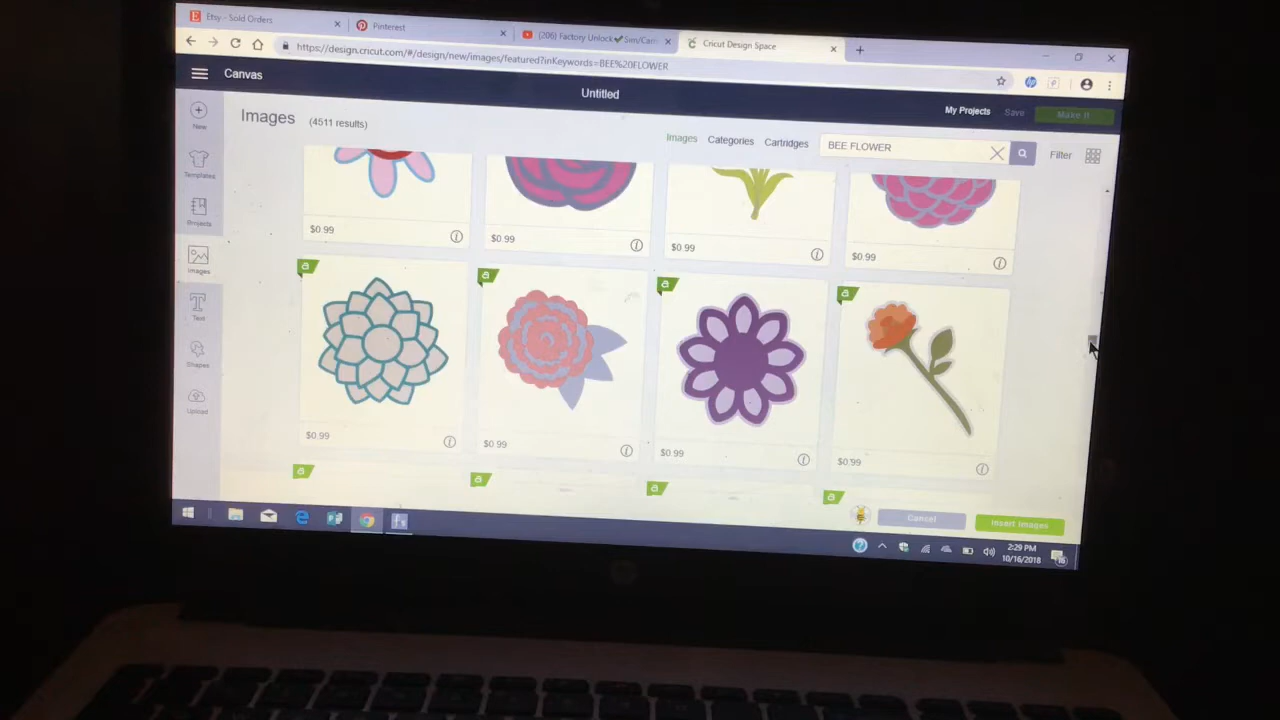 Etsy - Sold Orders
Pinterest
(206) Factory Unlock✔Sim/Carri
Cricut Design Space
https://design.cricut.com/#/design/new/images/featured?inKeywords=BEE%20FLOWER
Canvas
Untitled
My Projects
Save
Make It
New
Templates
Projects
Images
Text
Shapes
Upload
Images (4511 results)
Images
Categories
Cartridges
BEE FLOWER
Filter
$0.99
$0.99
$0.99
$0.99
a
a
a
a
$0.99
$0.99
$0.99
$0.99
a
a
a
a
Cancel
Insert Images
2:29 PM
10/16/2018